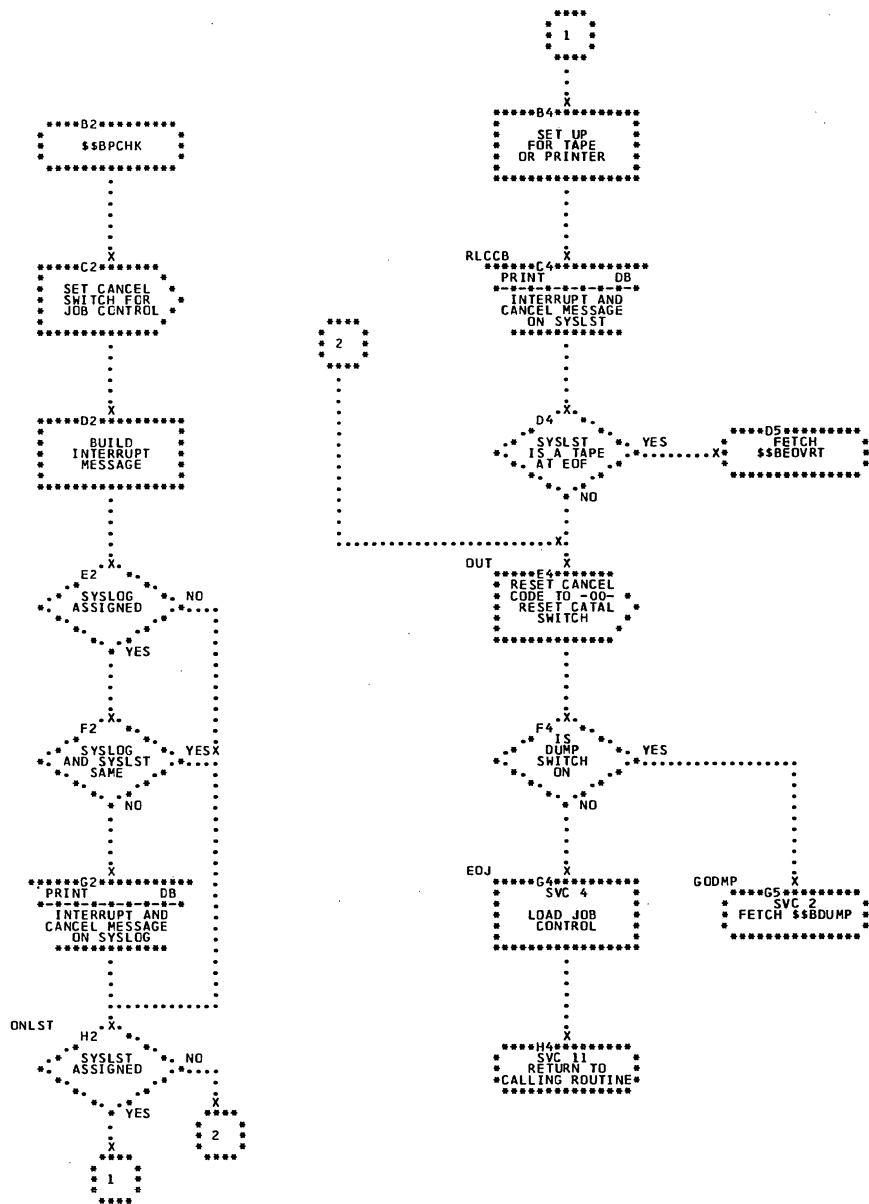 B2
$$BPCHK
C2
SET CANCEL
SWITCH FOR
JOB CONTROL
D2
BUILD
INTERRUPT
MESSAGE
E2
SYSLOG
ASSIGNED
NO
YES
F2
SYSLOG
AND SYSLST
SAME
YES
NO
G2
PRINT DB
INTERRUPT AND
CANCEL MESSAGE
ON SYSLOG
ONLST
H2
SYSLST
ASSIGNED
NO
YES
2
1
1
B4
SET UP
FOR TAPE
OR PRINTER
RLCCB
C4
PRINT DB
INTERRUPT AND
CANCEL MESSAGE
ON SYSLST
2
D4
SYSLST
IS A TAPE
AT EOF
YES
NO
D5
FETCH
$$BEOVRT
OUT
E4
RESET CANCEL
CODE TO -00-
RESET CATAL
SWITCH
F4
IS
DUMP
SWITCH
ON
YES
NO
EOJ
G4
SVC 4
LOAD JOB
CONTROL
GODMP
G5
SVC 2
FETCH $$BDUMP
H4
SVC 11
RETURN TO
CALLING ROUTINE